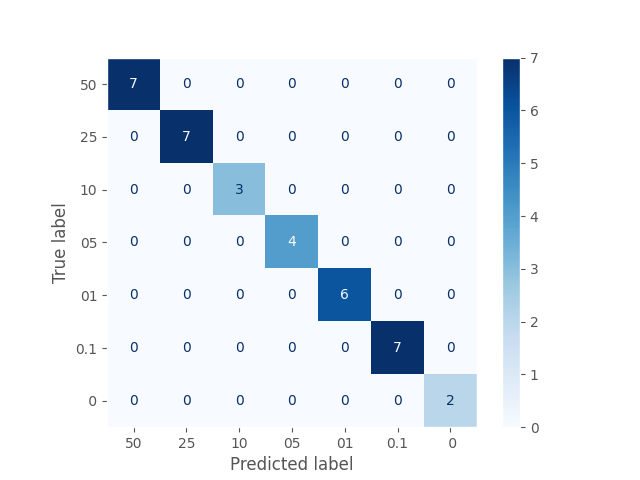 50 7 0 0 0 0 0 0
25 0 7 0 0 0 0 0
10 0 0 3 0 0 0 0
05 0 0 0 4 0 0 0
01 0 0 0 0 6 0 0
0.1 0 0 0 0 0 7 0
0 0 0 0 0 0 0 2
50 25 10 05 01 0.1 0
Predicted label
True label
7
6
5
4
3
2
1
0